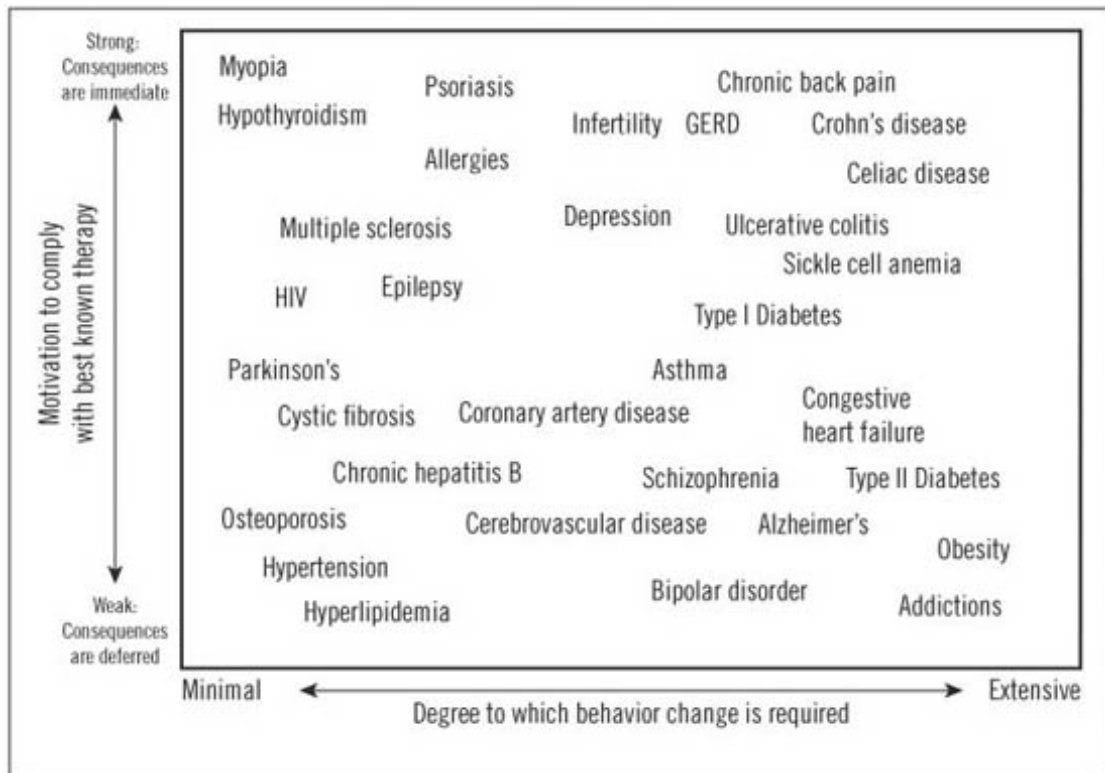 Strong:
Consequences
are immediate
Motivation to comply
with best known therapy
Weak:
Consequences
are deferred
Myopia
Psoriasis
Chronic back pain
Hypothyroidism
Infertility
GERD
Crohn's disease
Allergies
Celiac disease
Multiple sclerosis
Depression
Ulcerative colitis
Sickle cell anemia
HIV
Epilepsy
Type I Diabetes
Parkinson's
Asthma
Cystic fibrosis
Coronary artery disease
Congestive
heart failure
Chronic hepatitis B
Schizophrenia
Type II Diabetes
Osteoporosis
Cerebrovascular disease
Alzheimer's
Obesity
Hypertension
Bipolar disorder
Hyperlipidemia
Addictions
Minimal
Extensive
Degree to which behavior change is required